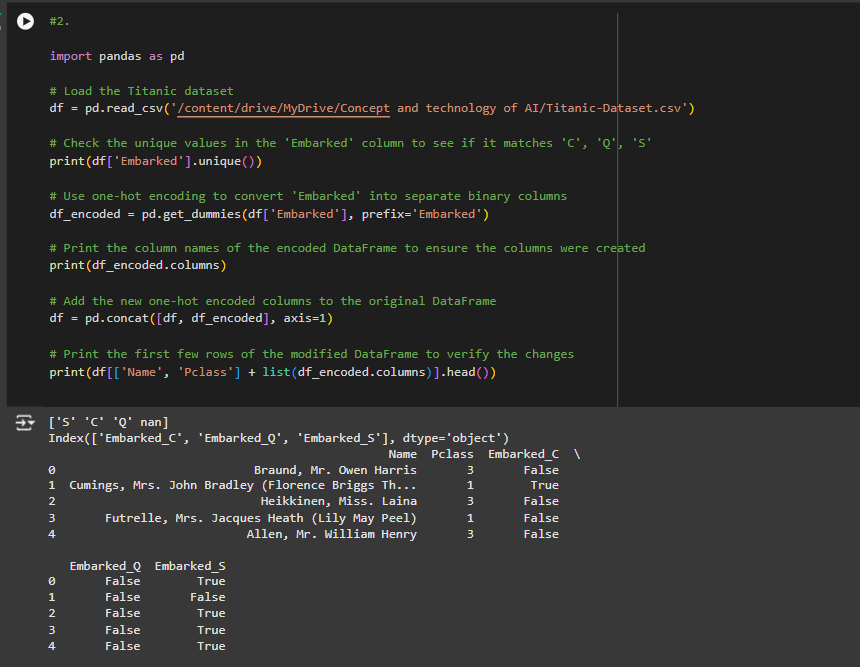 #2.
import pandas as pd
# Load the Titanic dataset
df = pd.read_csv('/content/drive/MyDrive/Concept and technology of AI/Titanic-Dataset.csv')
# Check the unique values in the 'Embarked' column to see if it matches 'C', 'Q', 'S'
print(df['Embarked'].unique())
# Use one-hot encoding to convert 'Embarked' into separate binary columns
df_encoded = pd.get_dummies(df['Embarked'], prefix='Embarked')
# Print the column names of the encoded DataFrame to ensure the columns were created
print(df_encoded.columns)
# Add the new one-hot encoded columns to the original DataFrame
df = pd.concat([df, df_encoded], axis=1)
# Print the first few rows of the modified DataFrame to verify the changes
print(df[['Name', 'Pclass'] + list(df_encoded.columns)].head())
['S' 'C' 'Q' nan]
Index(['Embarked_C', 'Embarked_Q', 'Embarked_S'], dtype='object')
Name Pclass Embarked_C \
0 Braund, Mr. Owen Harris 3 False
1 Cumings, Mrs. John Bradley (Florence Briggs Th... 1 True
2 Heikkinen, Miss. Laina 3 False
3 Futrelle, Mrs. Jacques Heath (Lily May Peel) 1 False
4 Allen, Mr. William Henry 3 False
Embarked_Q Embarked_S
0 False True
1 False False
2 False True
3 False True
4 False True